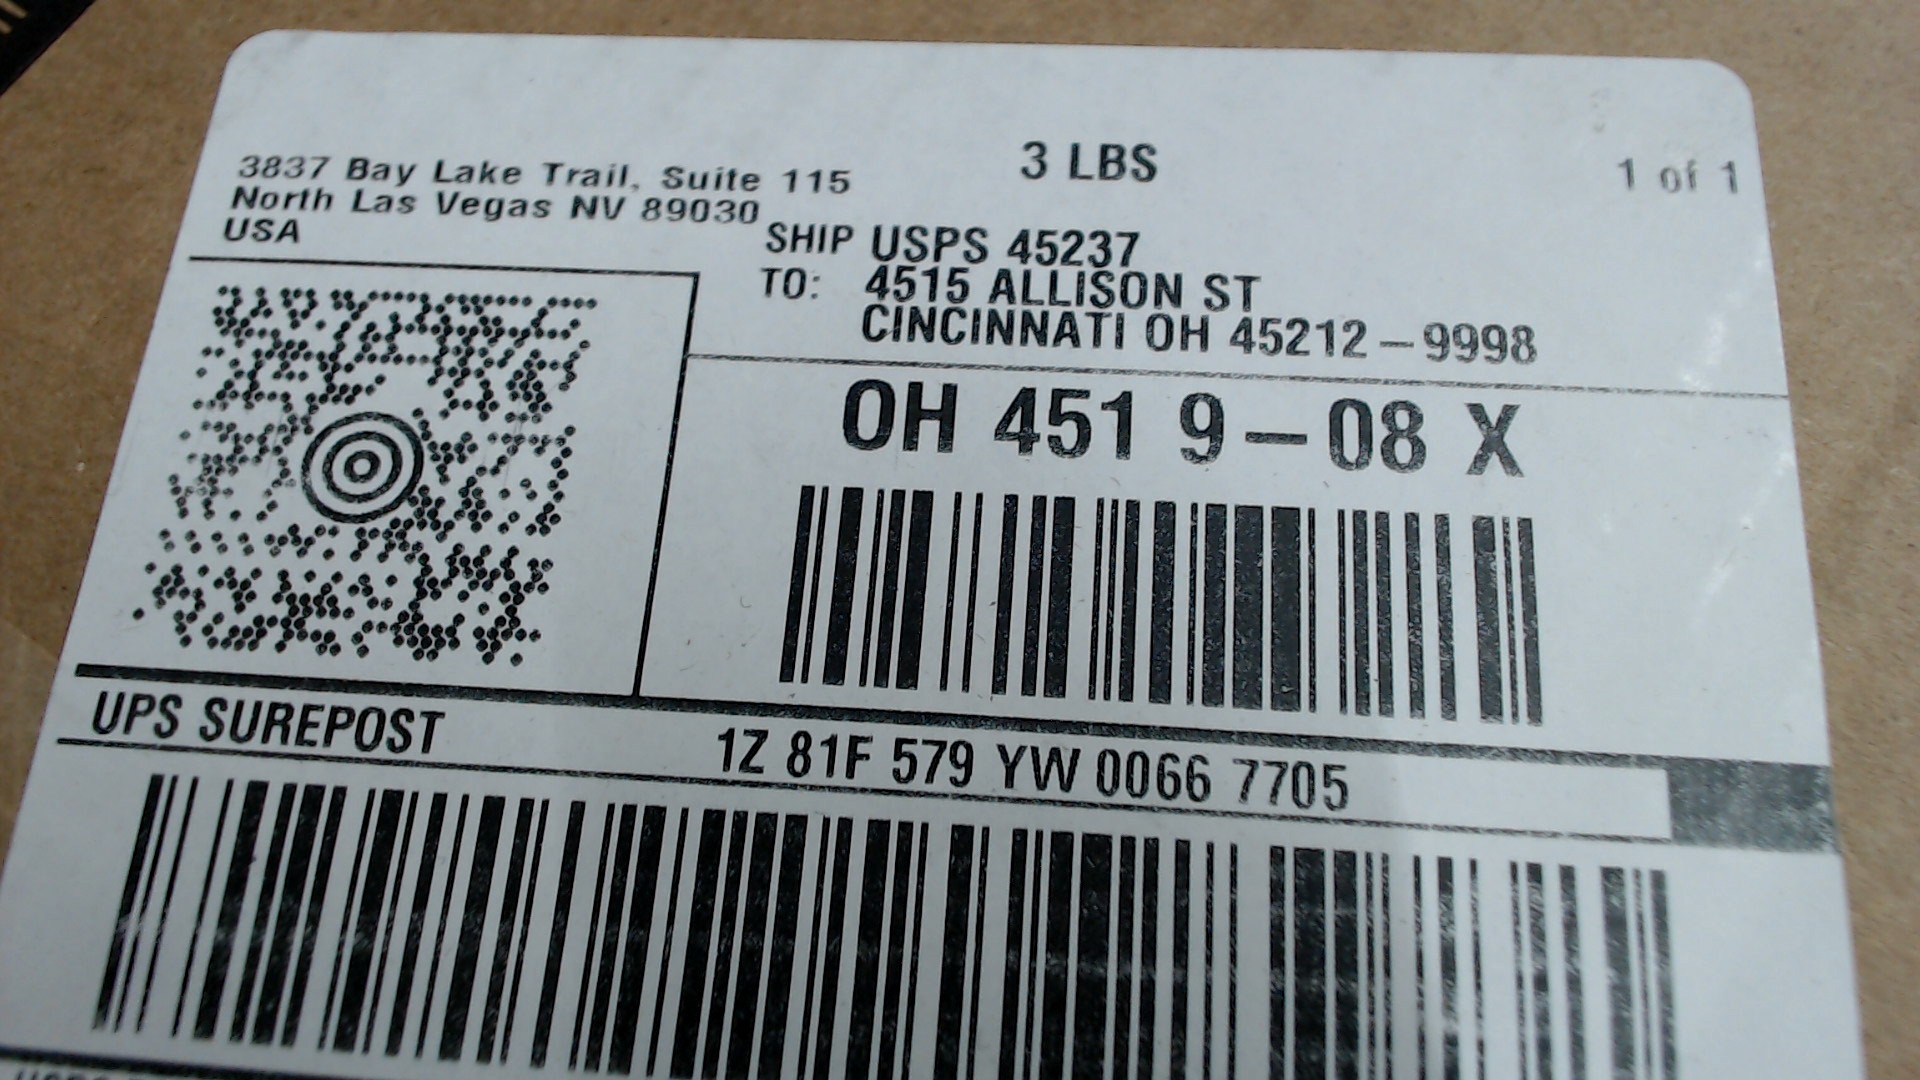 3837 Bay Lake Trail, Suite 115
North Las Vegas NV 89030
USA
3 LBS
1 of 1
SHIP USPS 45237
TO: 4515 ALLISON ST
CINCINNATI OH 45212-9998
OH 451 9-08 X
UPS SUREPOST
1Z 81F 579 YW 0066 7705